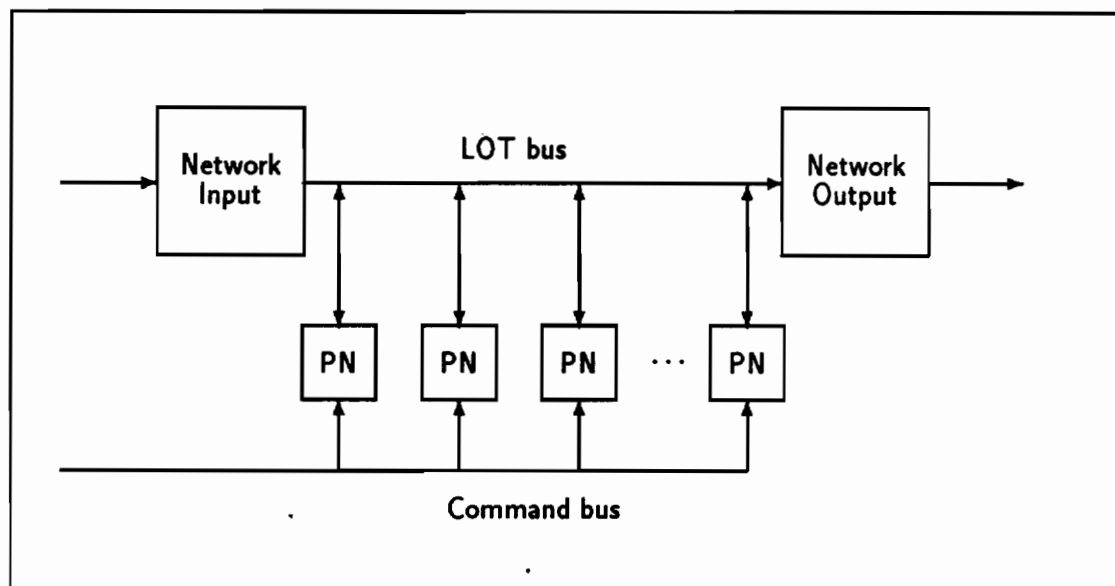 LOT bus
Network
Input
Network
Output
PN PN PN ... PN
Command bus